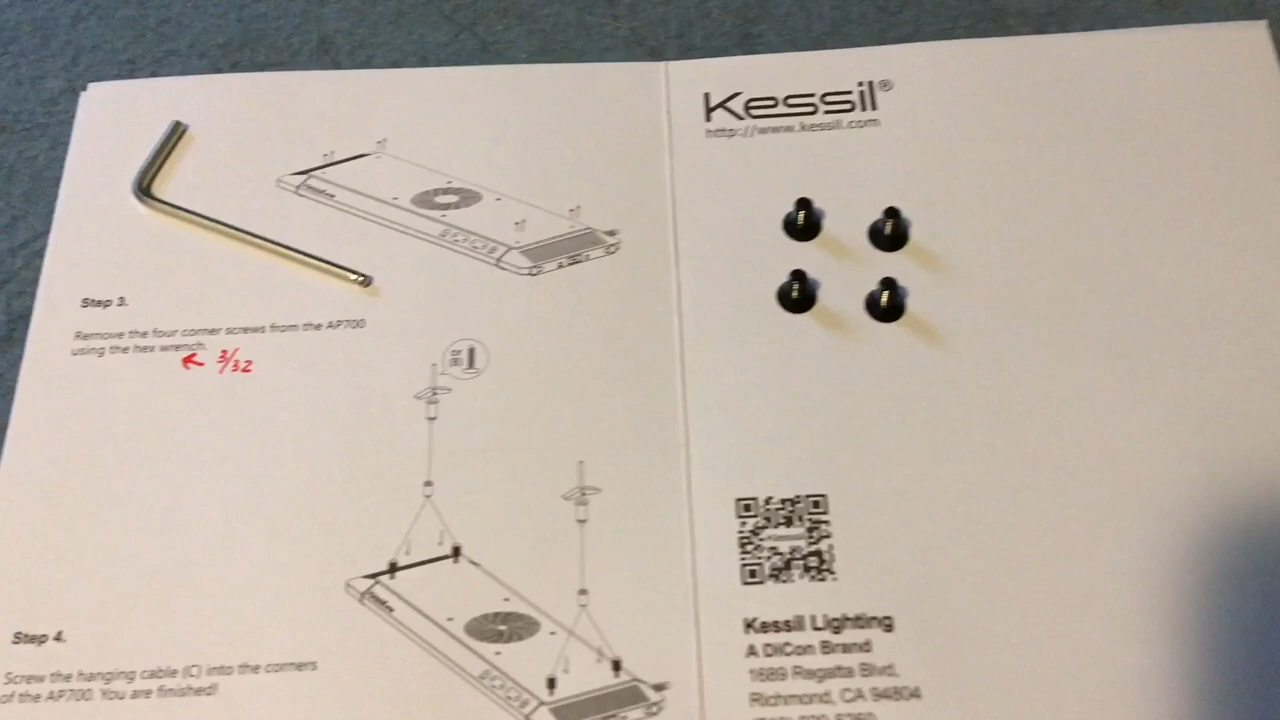 Step 3.
Remove the four corner screws from the AP700
using the hex wrench.
3/32
or
(B)
Step 4.
Screw the hanging cable (C) into the corners
of the AP700. You are finished!
Kessil®
http://www.kessil.com
Kessil Lighting
A DiCon Brand
1689 Regatta Blvd,
Richmond, CA 94804